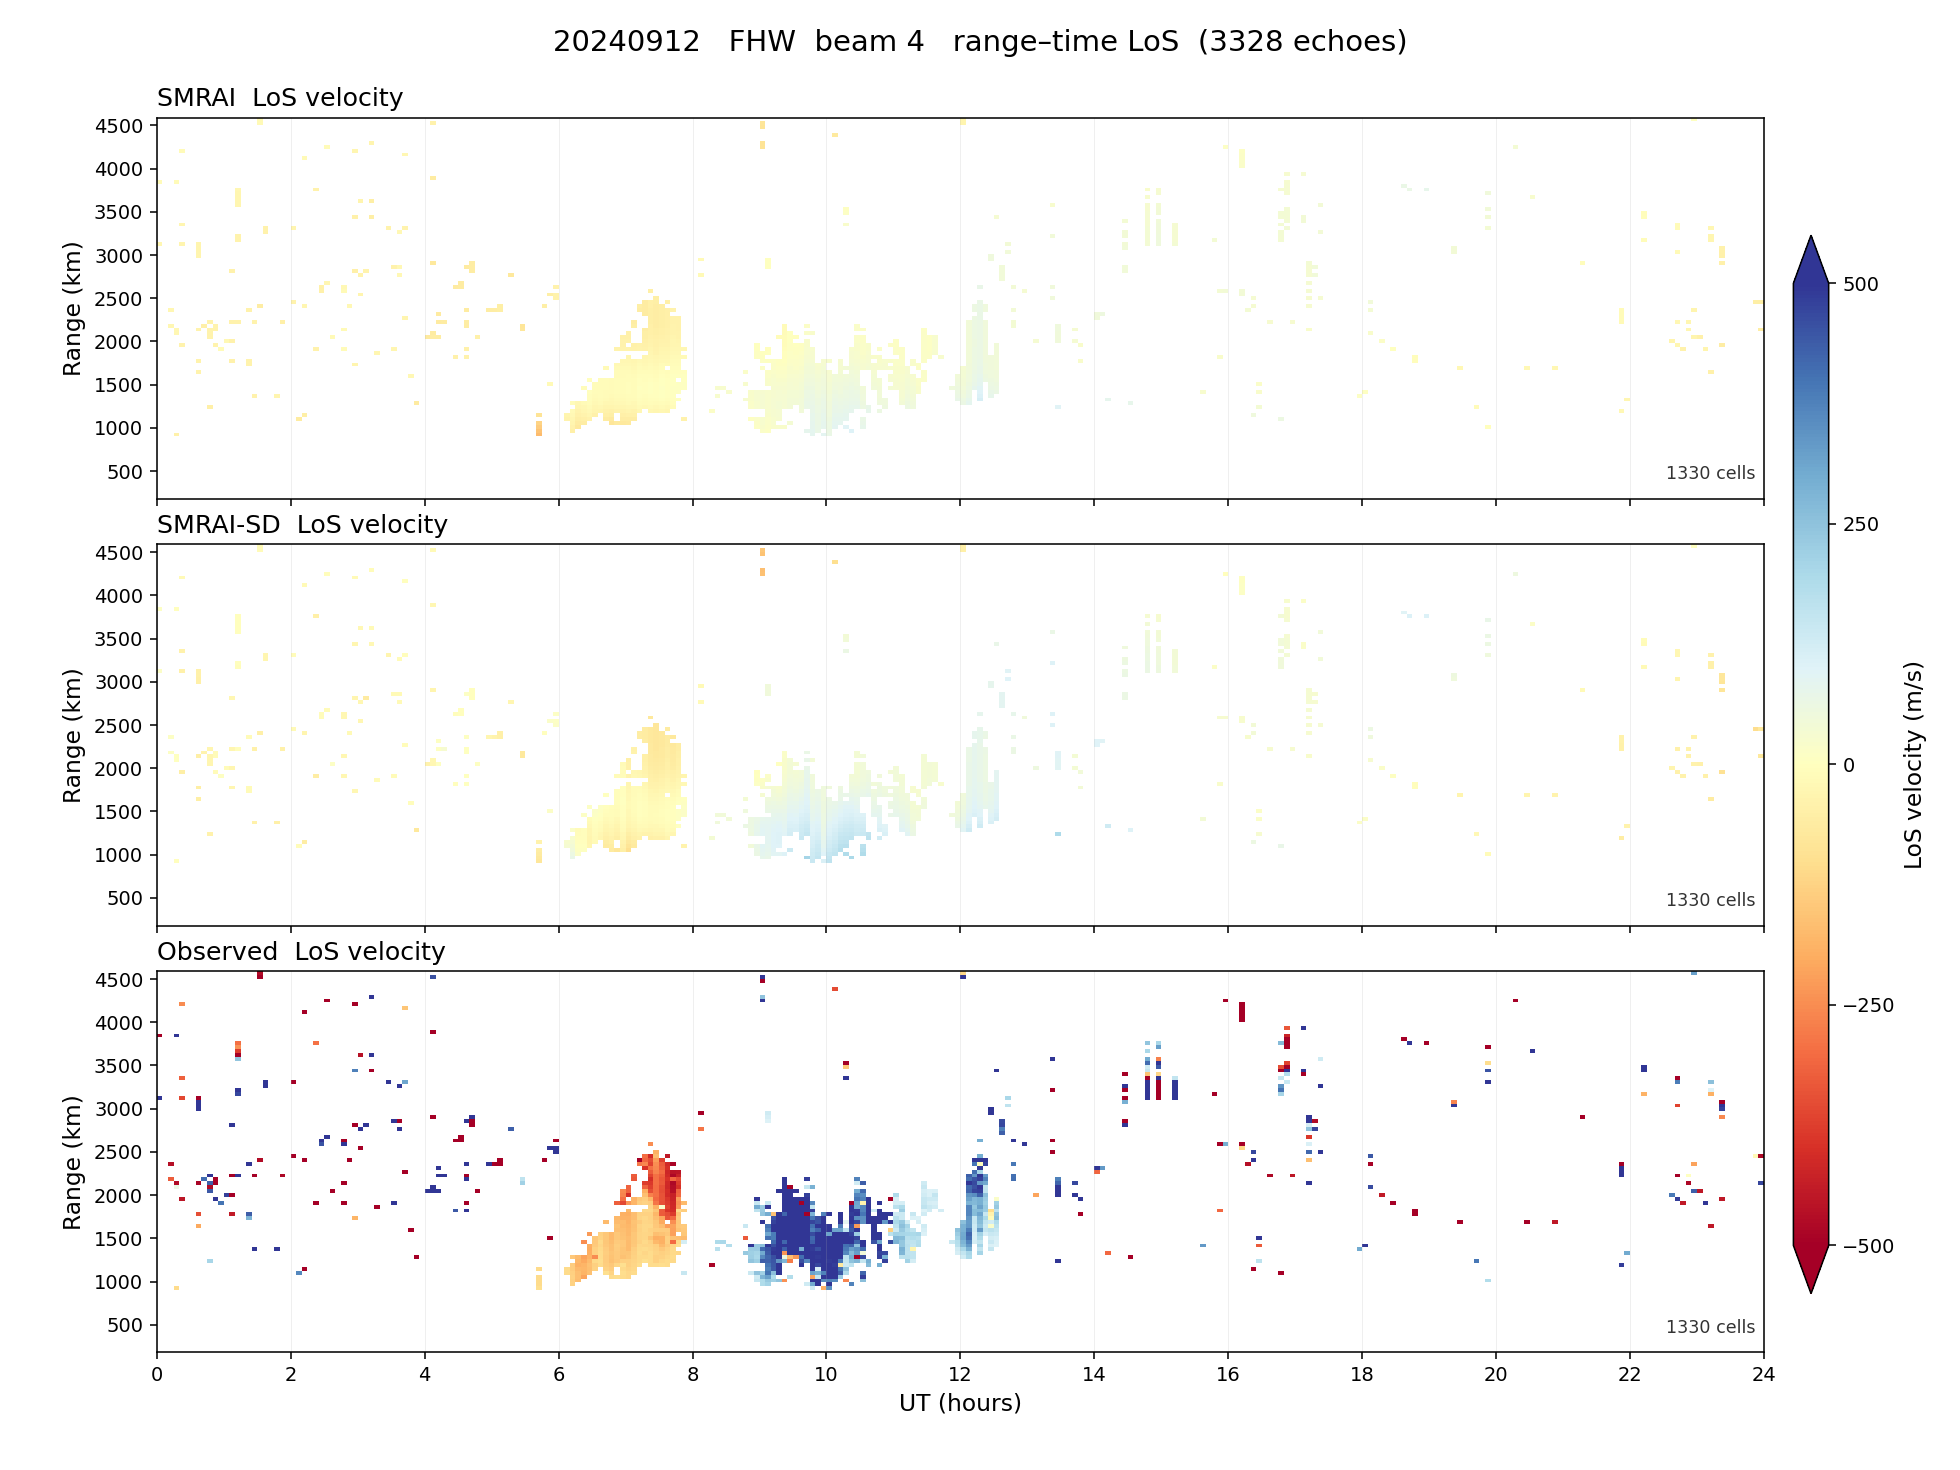 20240912   FHW  beam 4   range–time LoS  (3328 echoes)
SMRAI  LoS velocity
4500
4000
3500
3000
2500
2000
1500
1000
500
Range (km)
1330 cells
SMRAI-SD  LoS velocity
4500
4000
3500
3000
2500
2000
1500
1000
500
Range (km)
1330 cells
Observed  LoS velocity
4500
4000
3500
3000
2500
2000
1500
1000
500
Range (km)
1330 cells
0 2 4 6 8 10 12 14 16 18 20 22 24
UT (hours)
500
250
0
−250
−500
LoS velocity (m/s)